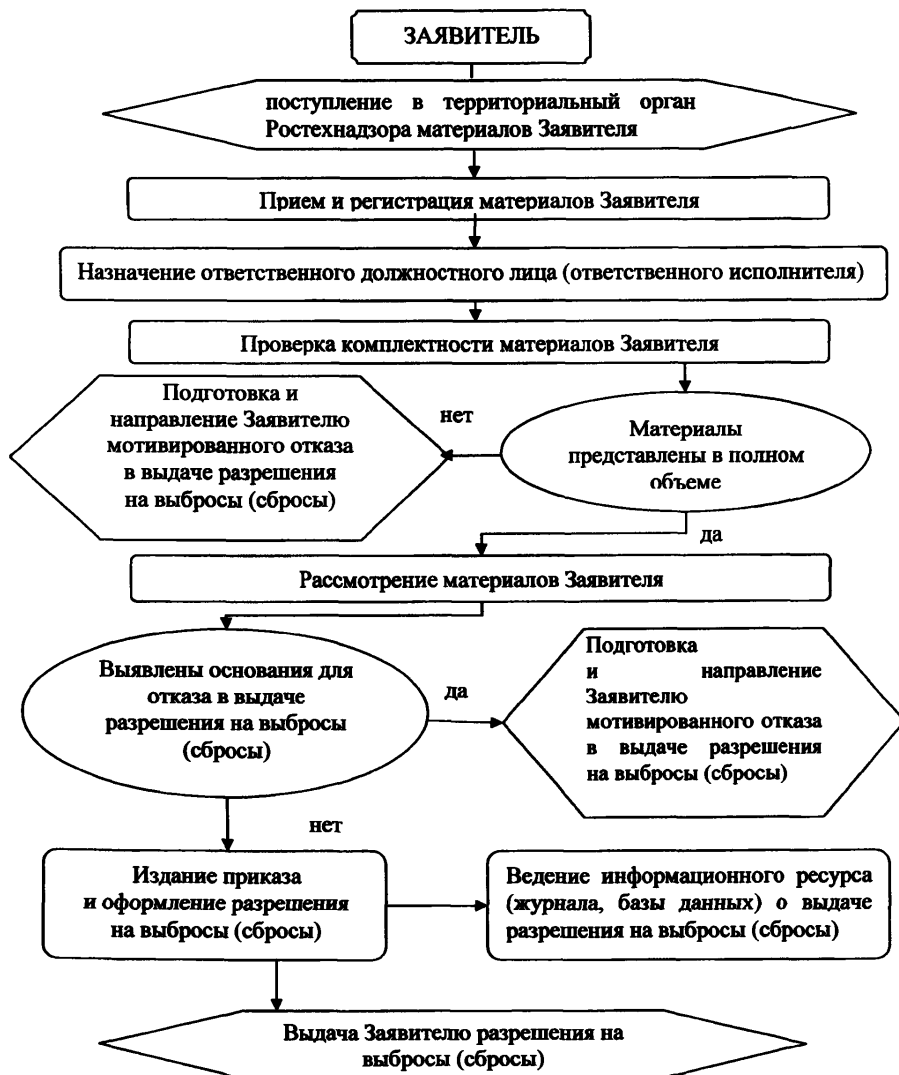 ЗАЯВИТЕЛЬ
поступление в территориальный орган
Ростехнадзора материалов Заявителя
Прием и регистрация материалов Заявителя
Назначение ответственного должностного лица (ответственного исполнителя)
Проверка комплектности материалов Заявителя
Подготовка и
направление Заявителю
мотивированного отказа
в выдаче разрешения
на выбросы (сбросы)
нет
Материалы
представлены в полном
объеме
да
Рассмотрение материалов Заявителя
Выявлены основания для
отказа в выдаче
разрешения на выбросы
(сбросы)
да
Подготовка
и направление
Заявителю
мотивированного отказа
в выдаче разрешения
на выбросы (сбросы)
нет
Издание приказа
и оформление разрешения
на выбросы (сбросы)
Ведение информационного ресурса
(журнала, базы данных) о выдаче
разрешения на выбросы (сбросы)
Выдача Заявителю разрешения на
выбросы (сбросы)